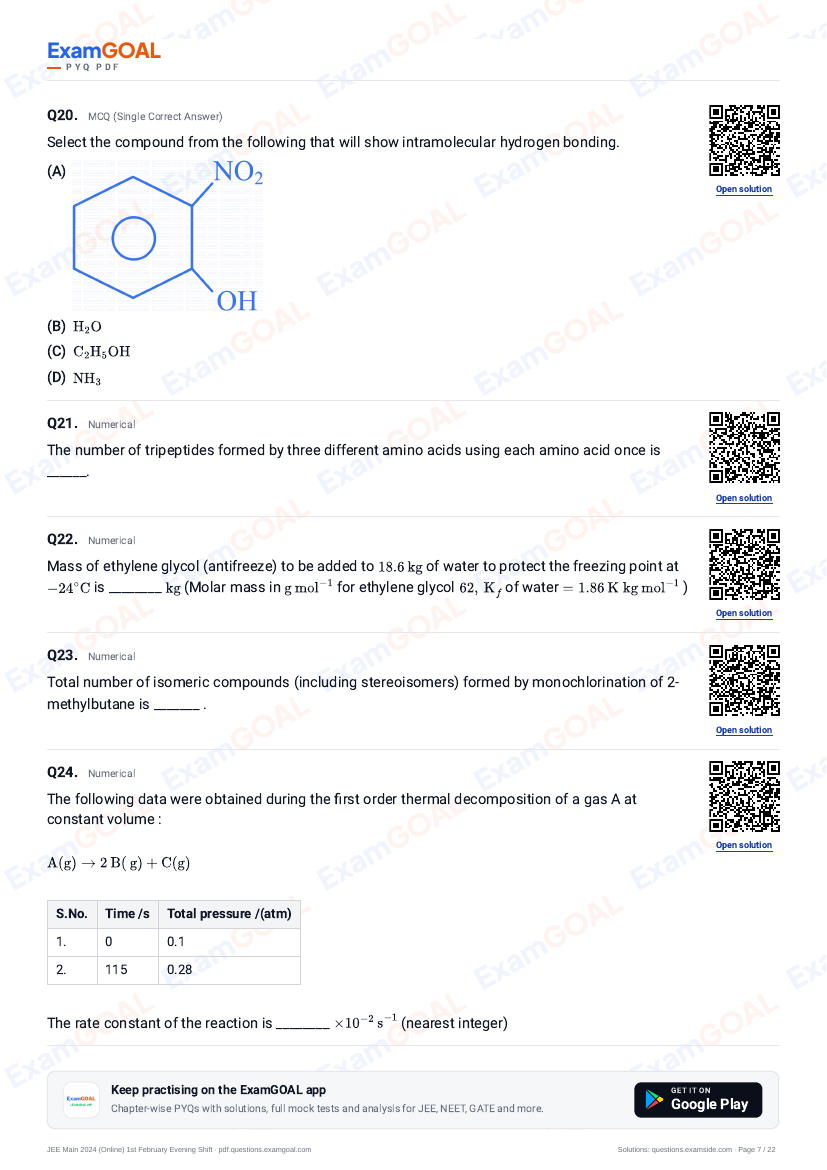 ExamGOAL
PYQ PDF
Q20. MCQ (Single Correct Answer)
Select the compound from the following that will show intramolecular hydrogen bonding.
Open solution
(A)
NO₂
OH
(B) H₂O
(C) C₂H₅OH
(D) NH₃
Q21. Numerical
The number of tripeptides formed by three different amino acids using each amino acid once is
______.
Open solution
Q22. Numerical
Mass of ethylene glycol (antifreeze) to be added to 18.6 kg of water to protect the freezing point at
−24°C is ________ kg (Molar mass in g mol⁻¹ for ethylene glycol 62, K_f of water = 1.86 K kg mol⁻¹ )
Open solution
Q23. Numerical
Total number of isomeric compounds (including stereoisomers) formed by monochlorination of 2-
methylbutane is _______ .
Open solution
Q24. Numerical
The following data were obtained during the first order thermal decomposition of a gas A at
constant volume :
Open solution
A(g) → 2 B( g) + C(g)
S.No. Time /s Total pressure /(atm)
1. 0 0.1
2. 115 0.28
The rate constant of the reaction is ________ ×10⁻² s⁻¹ (nearest integer)
ExamGOAL
Keep practising on the ExamGOAL app
Chapter-wise PYQs with solutions, full mock tests and analysis for JEE, NEET, GATE and more.
GET IT ON
Google Play
JEE Main 2024 (Online) 1st February Evening Shift · pdf.questions.examgoal.com
Solutions: questions.examside.com · Page 7 / 22